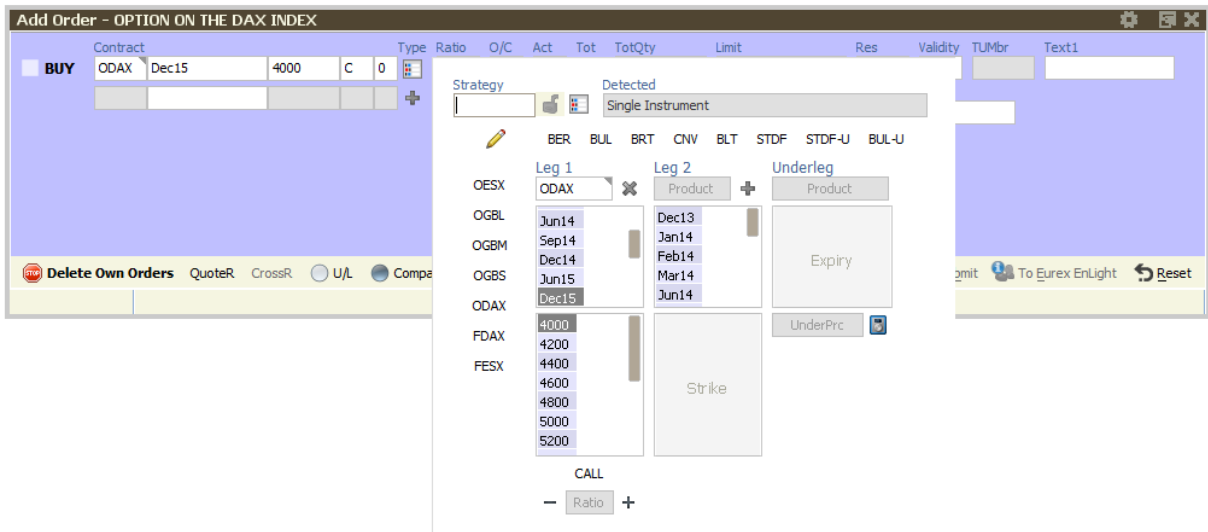 Add Order - OPTION ON THE DAX INDEX
Contract Type Ratio O/C Act Tot TotQty Limit Res Validity TUMbr Text1
BUY ODAX Dec15 4000 C 0
Strategy Detected
Single Instrument
BER BUL BRT CNV BLT STDF STDF-U BUL-U
Leg 1 Leg 2 Underleg
OESX ODAX Product Product
OGBL
OGBM
OGBS
ODAX
FDAX
FESX
Jun14
Sep14
Dec14
Jun15
Dec15
Dec13
Jan14
Feb14
Mar14
Jun14
Expiry
4000
4200
4400
4600
4800
5000
5200
Strike
UnderPrc
CALL
Ratio
STOP Delete Own Orders QuoteR CrossR U/L Compa
omit To Eurex EnLight Reset